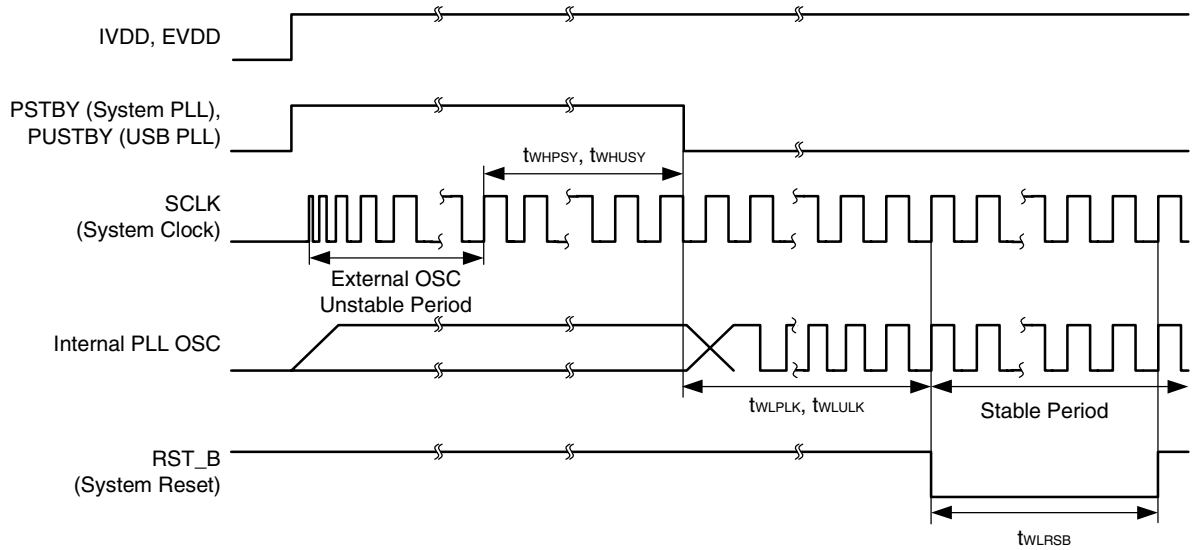 IVDD, EVDD
PSTBY (System PLL),
PUSTBY (USB PLL)
tWHPSY, tWHUSY
SCLK
(System Clock)
External OSC
Unstable Period
Internal PLL OSC
tWLPLK, tWLULK
Stable Period
RST_B
(System Reset)
tWLRSB